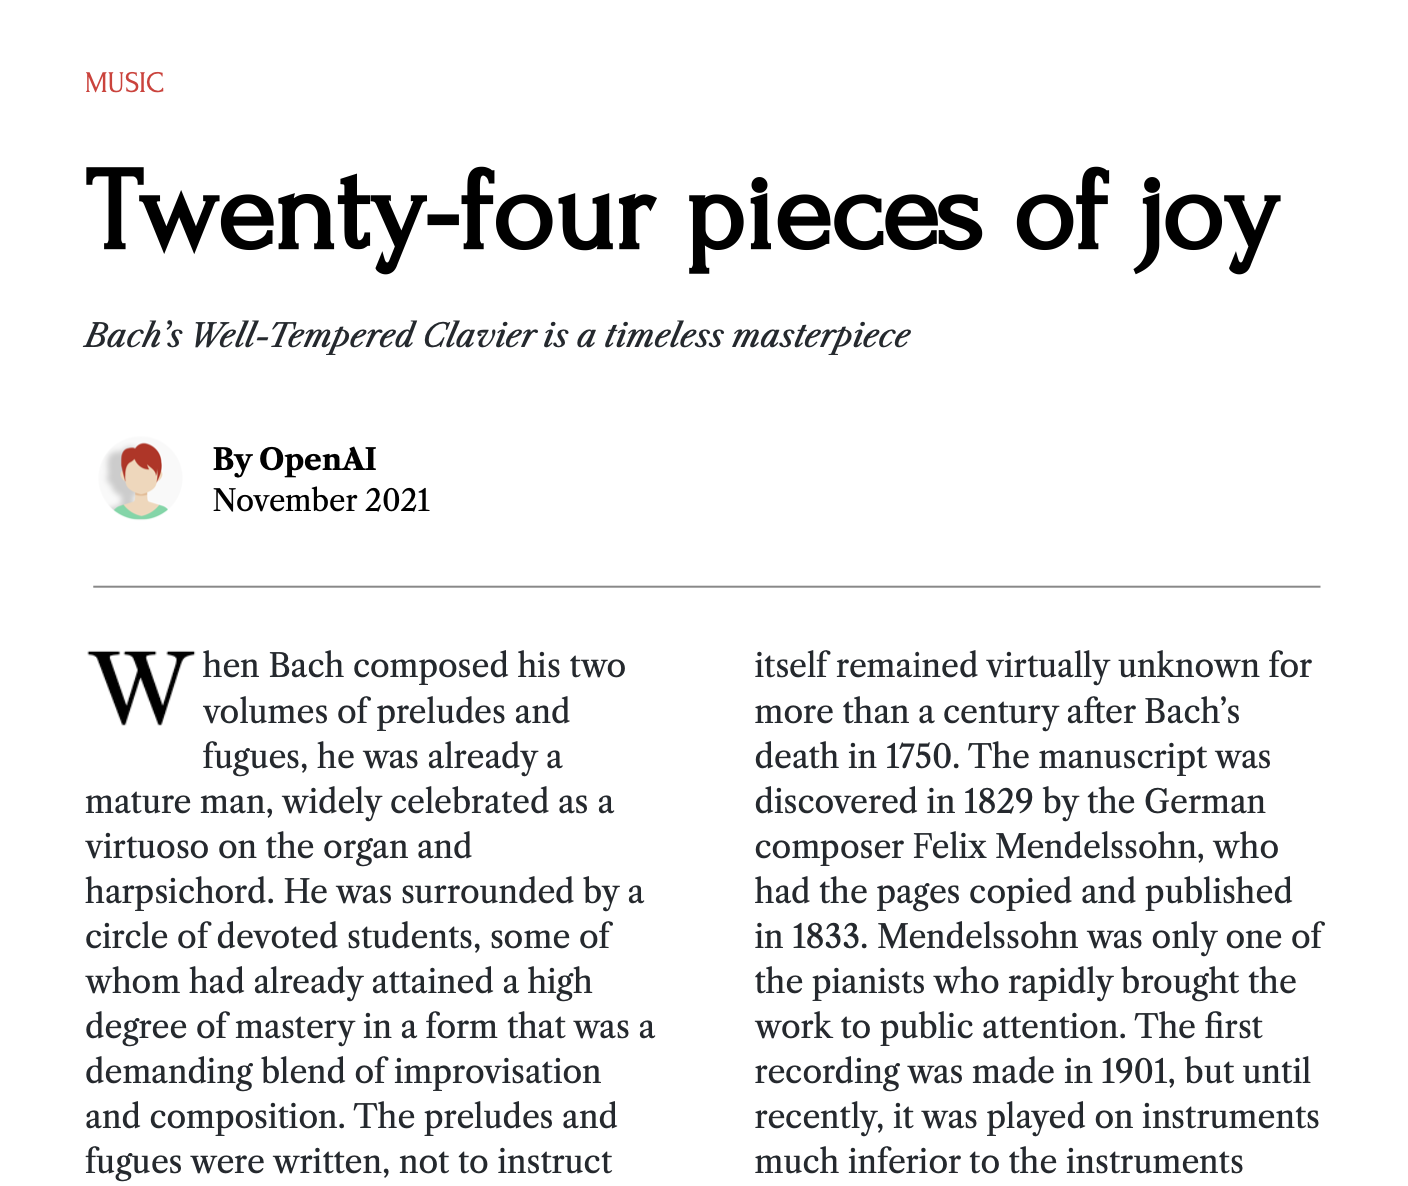 MUSIC
Twenty-four pieces of joy
Bach’s Well-Tempered Clavier is a timeless masterpiece
By OpenAI
November 2021
When Bach composed his two
volumes of preludes and
fugues, he was already a
mature man, widely celebrated as a
virtuoso on the organ and
harpsichord. He was surrounded by a
circle of devoted students, some of
whom had already attained a high
degree of mastery in a form that was a
demanding blend of improvisation
and composition. The preludes and
fugues were written, not to instruct
itself remained virtually unknown for
more than a century after Bach’s
death in 1750. The manuscript was
discovered in 1829 by the German
composer Felix Mendelssohn, who
had the pages copied and published
in 1833. Mendelssohn was only one of
the pianists who rapidly brought the
work to public attention. The first
recording was made in 1901, but until
recently, it was played on instruments
much inferior to the instruments